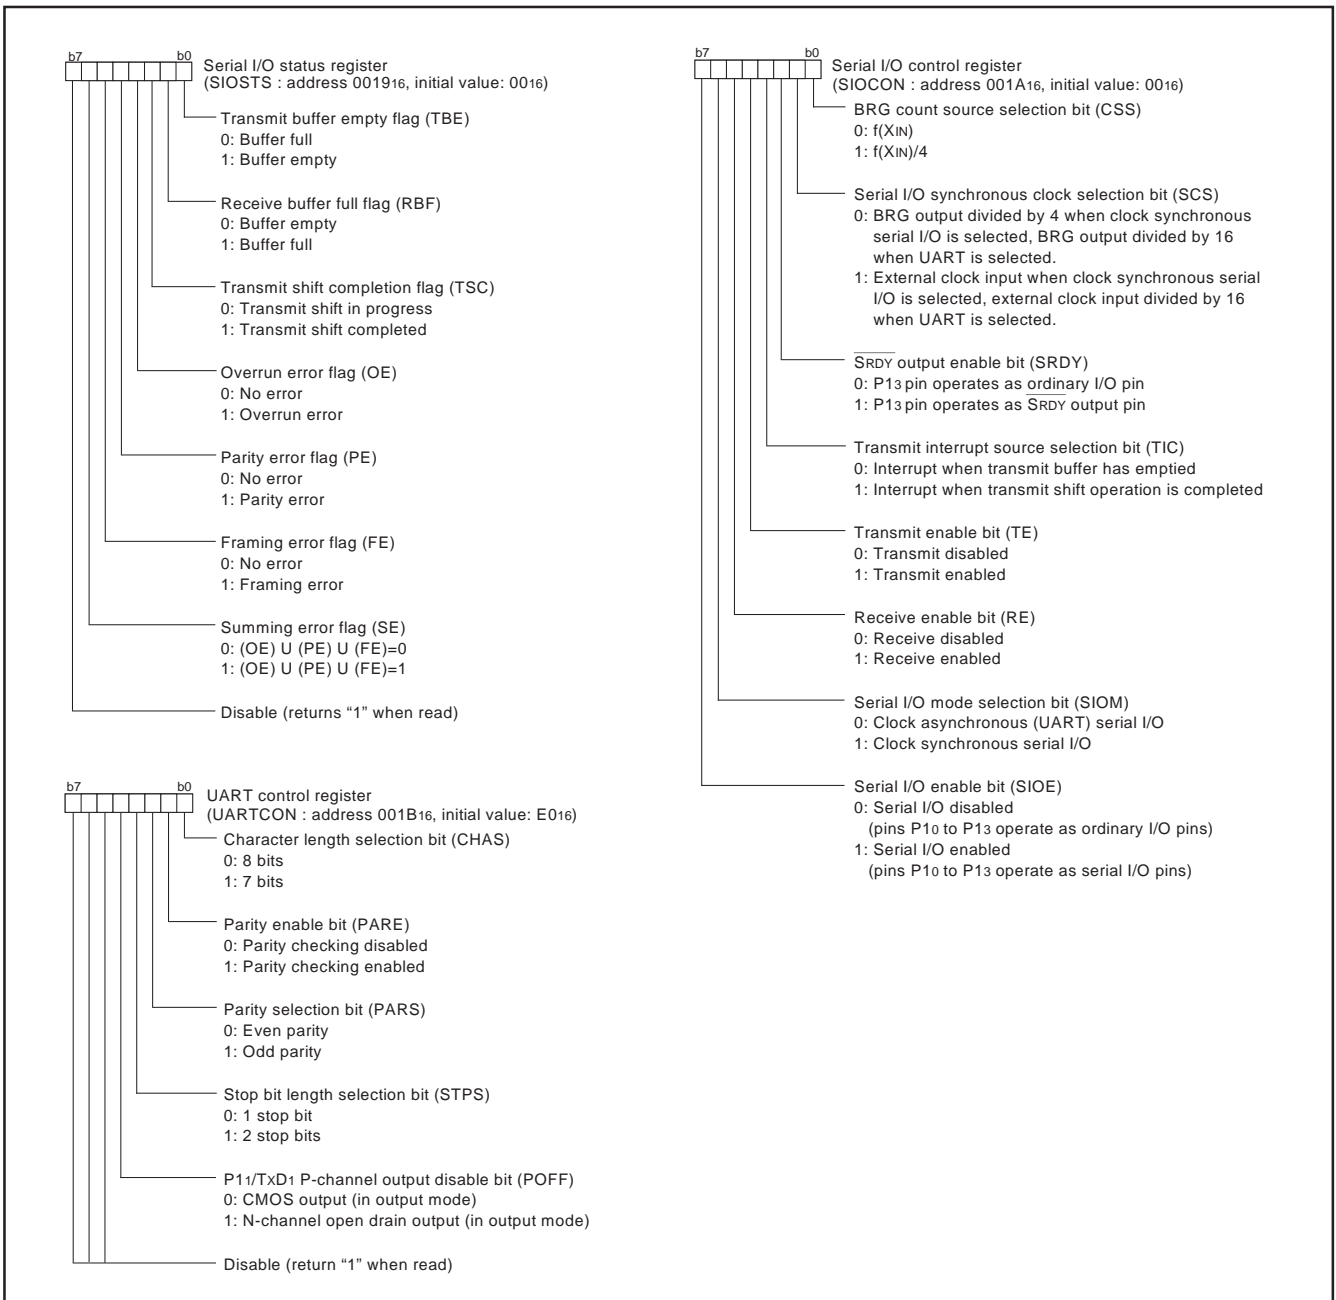 b7 b0
Serial I/O status register
(SIOSTS : address 001916, initial value: 0016)
Transmit buffer empty flag (TBE)
0: Buffer full
1: Buffer empty
Receive buffer full flag (RBF)
0: Buffer empty
1: Buffer full
Transmit shift completion flag (TSC)
0: Transmit shift in progress
1: Transmit shift completed
Overrun error flag (OE)
0: No error
1: Overrun error
Parity error flag (PE)
0: No error
1: Parity error
Framing error flag (FE)
0: No error
1: Framing error
Summing error flag (SE)
0: (OE) U (PE) U (FE)=0
1: (OE) U (PE) U (FE)=1
Disable (returns “1” when read)
b7 b0
UART control register
(UARTCON : address 001B16, initial value: E016)
Character length selection bit (CHAS)
0: 8 bits
1: 7 bits
Parity enable bit (PARE)
0: Parity checking disabled
1: Parity checking enabled
Parity selection bit (PARS)
0: Even parity
1: Odd parity
Stop bit length selection bit (STPS)
0: 1 stop bit
1: 2 stop bits
P11/TXD1 P-channel output disable bit (POFF)
0: CMOS output (in output mode)
1: N-channel open drain output (in output mode)
Disable (return “1” when read)
b7 b0
Serial I/O control register
(SIOCON : address 001A16, initial value: 0016)
BRG count source selection bit (CSS)
0: f(XIN)
1: f(XIN)/4
Serial I/O synchronous clock selection bit (SCS)
0: BRG output divided by 4 when clock synchronous
serial I/O is selected, BRG output divided by 16
when UART is selected.
1: External clock input when clock synchronous serial
I/O is selected, external clock input divided by 16
when UART is selected.
SRDY output enable bit (SRDY)
0: P13 pin operates as ordinary I/O pin
1: P13 pin operates as SRDY output pin
Transmit interrupt source selection bit (TIC)
0: Interrupt when transmit buffer has emptied
1: Interrupt when transmit shift operation is completed
Transmit enable bit (TE)
0: Transmit disabled
1: Transmit enabled
Receive enable bit (RE)
0: Receive disabled
1: Receive enabled
Serial I/O mode selection bit (SIOM)
0: Clock asynchronous (UART) serial I/O
1: Clock synchronous serial I/O
Serial I/O enable bit (SIOE)
0: Serial I/O disabled
(pins P10 to P13 operate as ordinary I/O pins)
1: Serial I/O enabled
(pins P10 to P13 operate as serial I/O pins)